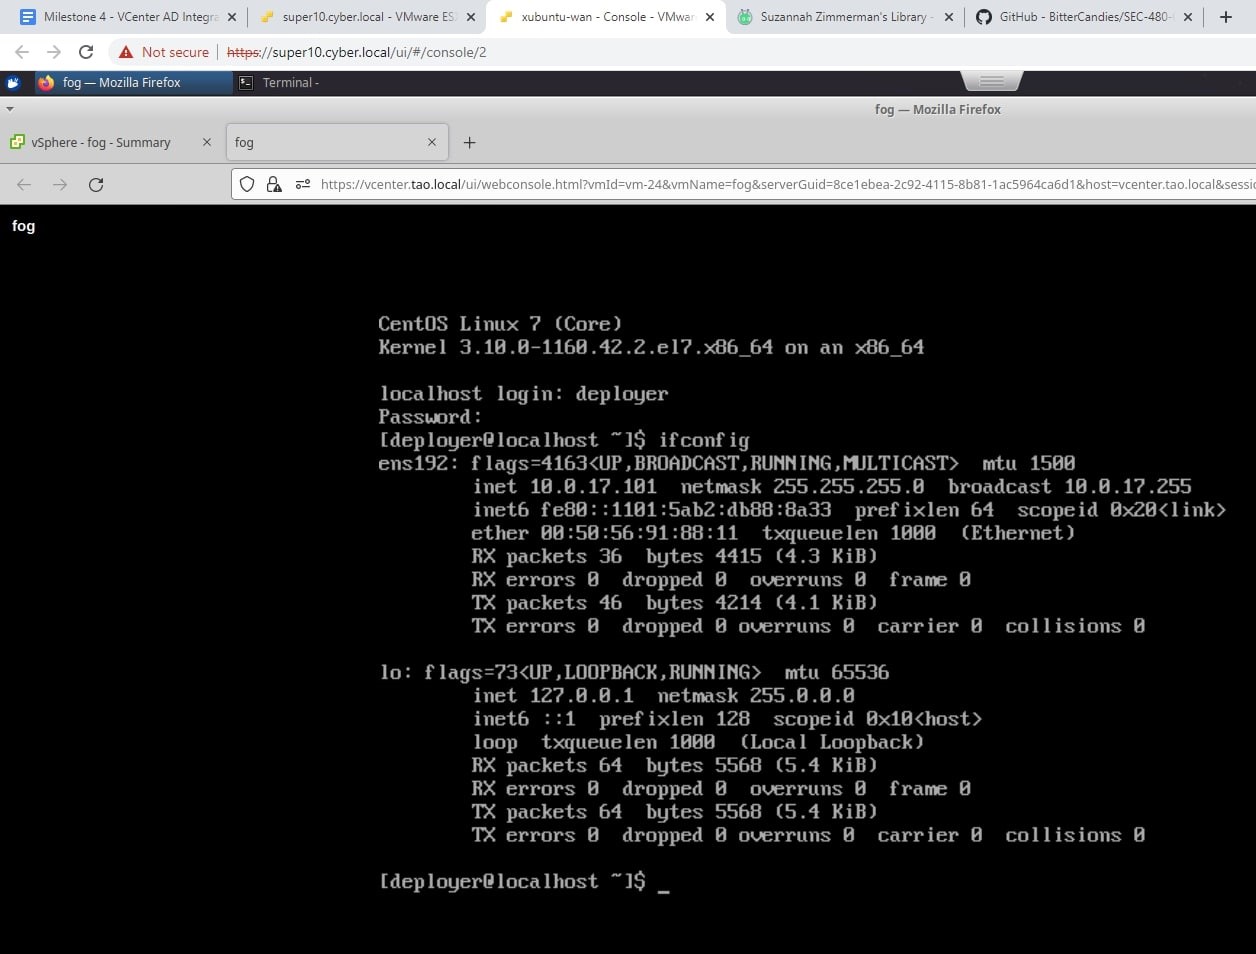 Milestone 4 - VCenter AD Integra
super10.cyber.local - VMware ES
xubuntu-wan - Console - VMwar
Suzannah Zimmerman's Library -
GitHub - BitterCandies/SEC-480-
Not secure
https://super10.cyber.local/ui/#/console/2
fog — Mozilla Firefox
Terminal -
fog — Mozilla Firefox
vSphere - fog - Summary
fog
https://vcenter.tao.local/ui/webconsole.html?vmId=vm-24&vmName=fog&serverGuid=8ce1ebea-2c92-4115-8b81-1ac5964ca6d1&host=vcenter.tao.local&sessi
fog
CentOS Linux 7 (Core)
Kernel 3.10.0-1160.42.2.el7.x86_64 on an x86_64
localhost login: deployer
Password:
[deployer@localhost ~]$ ifconfig
ens192: flags=4163<UP,BROADCAST,RUNNING,MULTICAST>  mtu 1500
inet 10.0.17.101  netmask 255.255.255.0  broadcast 10.0.17.255
inet6 fe80::1101:5ab2:db88:8a33  prefixlen 64  scopeid 0x20<link>
ether 00:50:56:91:88:11  txqueuelen 1000  (Ethernet)
RX packets 36  bytes 4415 (4.3 KiB)
RX errors 0  dropped 0  overruns 0  frame 0
TX packets 46  bytes 4214 (4.1 KiB)
TX errors 0  dropped 0 overruns 0  carrier 0  collisions 0
lo: flags=73<UP,LOOPBACK,RUNNING>  mtu 65536
inet 127.0.0.1  netmask 255.0.0.0
inet6 ::1  prefixlen 128  scopeid 0x10<host>
loop  txqueuelen 1000  (Local Loopback)
RX packets 64  bytes 5568 (5.4 KiB)
RX errors 0  dropped 0  overruns 0  frame 0
TX packets 64  bytes 5568 (5.4 KiB)
TX errors 0  dropped 0 overruns 0  carrier 0  collisions 0
[deployer@localhost ~]$ _